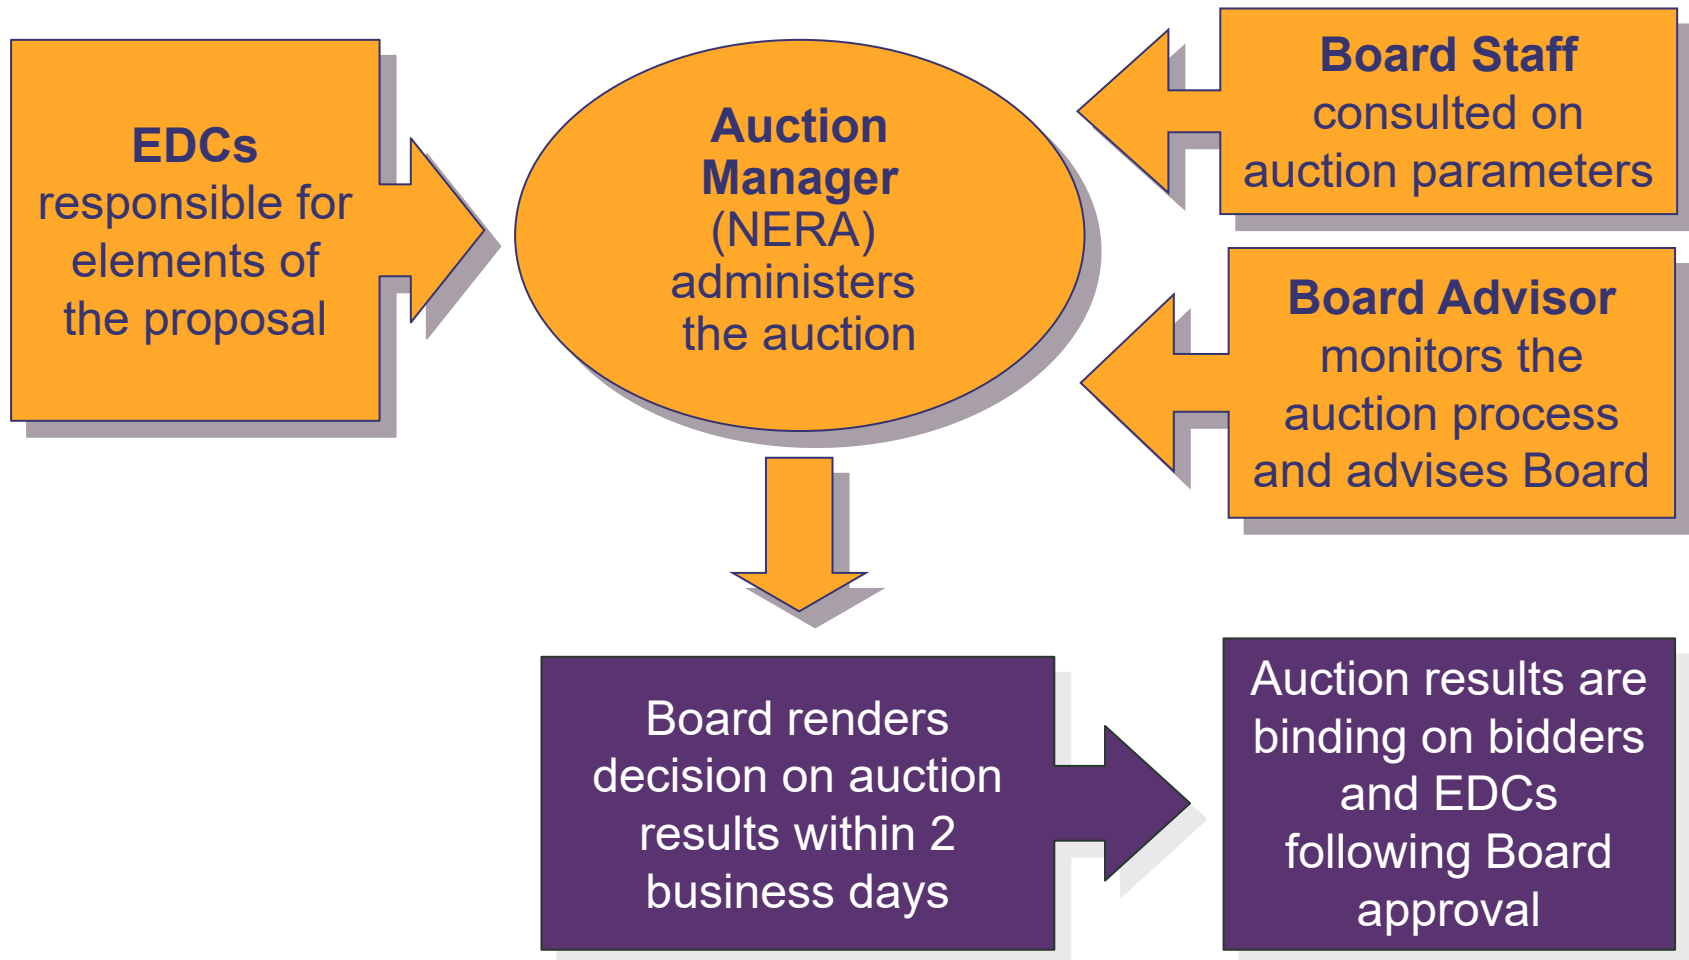 EDCs
responsible for
elements of
the proposal
Auction
Manager
(NERA)
administers
the auction
Board Staff
consulted on
auction parameters
Board Advisor
monitors the
auction process
and advises Board
Board renders
decision on auction
results within 2
business days
Auction results are
binding on bidders
and EDCs
following Board
approval